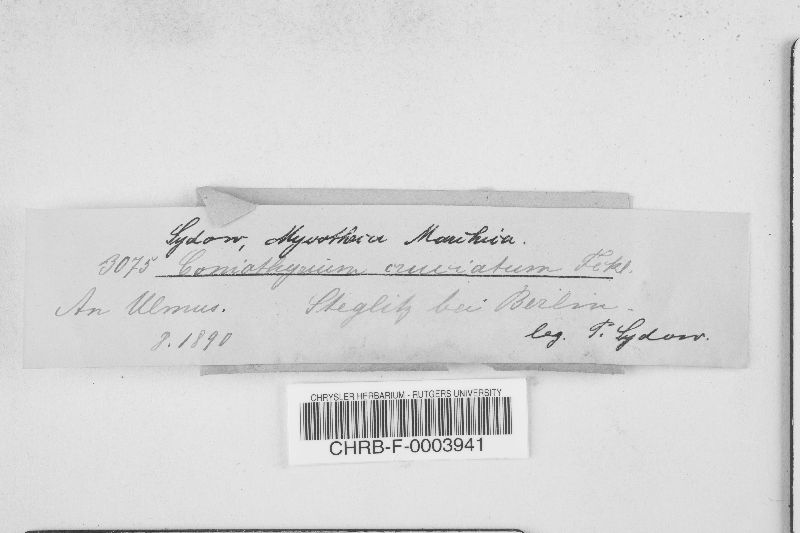 Sydow, Mycotheca Marchica.
3075 Coniothyrium cruciatum Fckl.
An Ulmus. Steglitz bei Berlin.
8. 1890 leg. P. Sydow.
CHRYSLER HERBARIUM - RUTGERS UNIVERSITY
CHRB-F-0003941